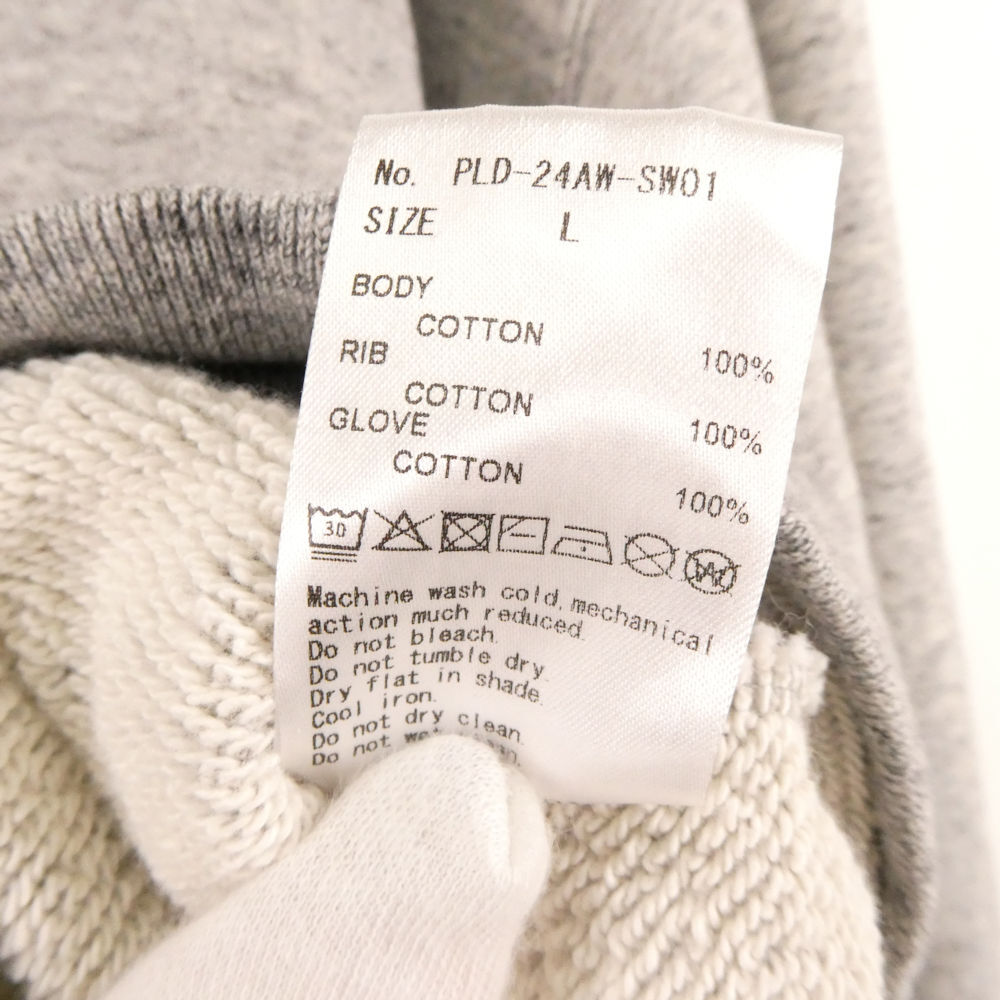 No. PLD-24AW-SW01
SIZE L
BODY
COTTON 100%
RIB
COTTON 100%
GLOVE
COTTON 100%
30
Machine wash cold, mechanical
action much reduced.
Do not bleach.
Do not tumble dry.
Dry flat in shade.
Cool iron.
Do not dry clean.
Do not